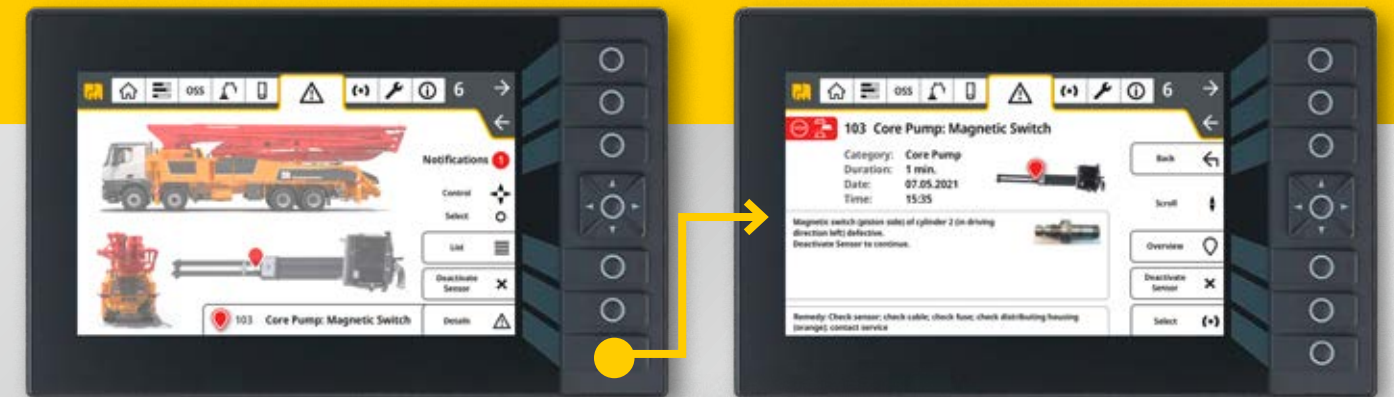 OSS
6
Notifications 1
Control
Select
List
Deactivate
Sensor
103 Core Pump: Magnetic Switch
Details
OSS
6
103 Core Pump: Magnetic Switch
Category: Core Pump
Duration: 1 min.
Date: 07.05.2021
Time: 15:35
Back
Scroll
Magnetic switch (piston side) of cylinder 2 (in driving
direction left) defective.
Deactivate Sensor to continue.
Overview
Deactivate
Sensor
Remedy: Check sensor; check cable; check fuse; check distributing housing
(orange); contact service
Select